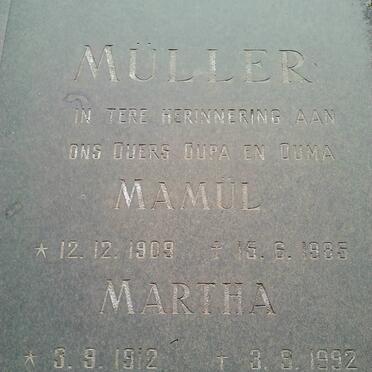 MÜLLER
IN TERE HERINNERING AAN
ONS OUERS OUPA EN OUMA
MAMÜL
* 12.12.1909 † 15.6.1985
MARTHA
* 3.9.1912 † 3.8.1992